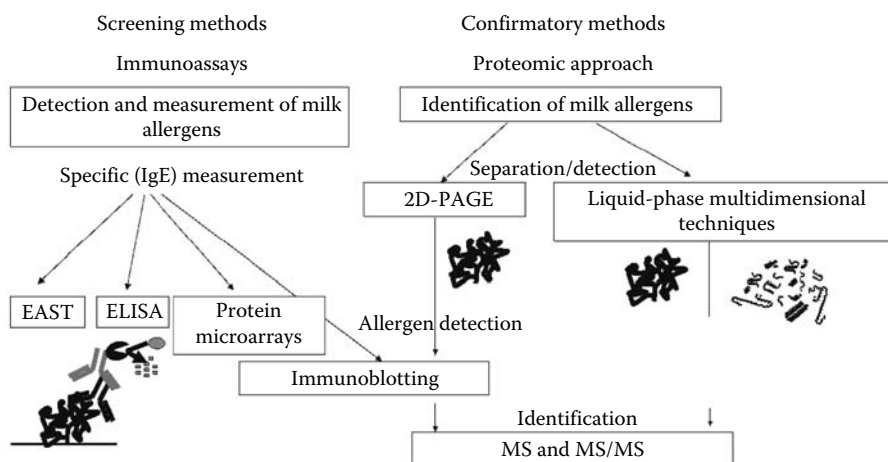 Screening methods
Confirmatory methods
Immunoassays
Proteomic approach
Detection and measurement of milk
allergens
Identification of milk allergens
Specific (IgE) measurement
Separation/detection
2D-PAGE
Liquid-phase multidimensional
techniques
EAST
ELISA
Protein
microarrays
Allergen detection
Immunoblotting
Identification
MS and MS/MS